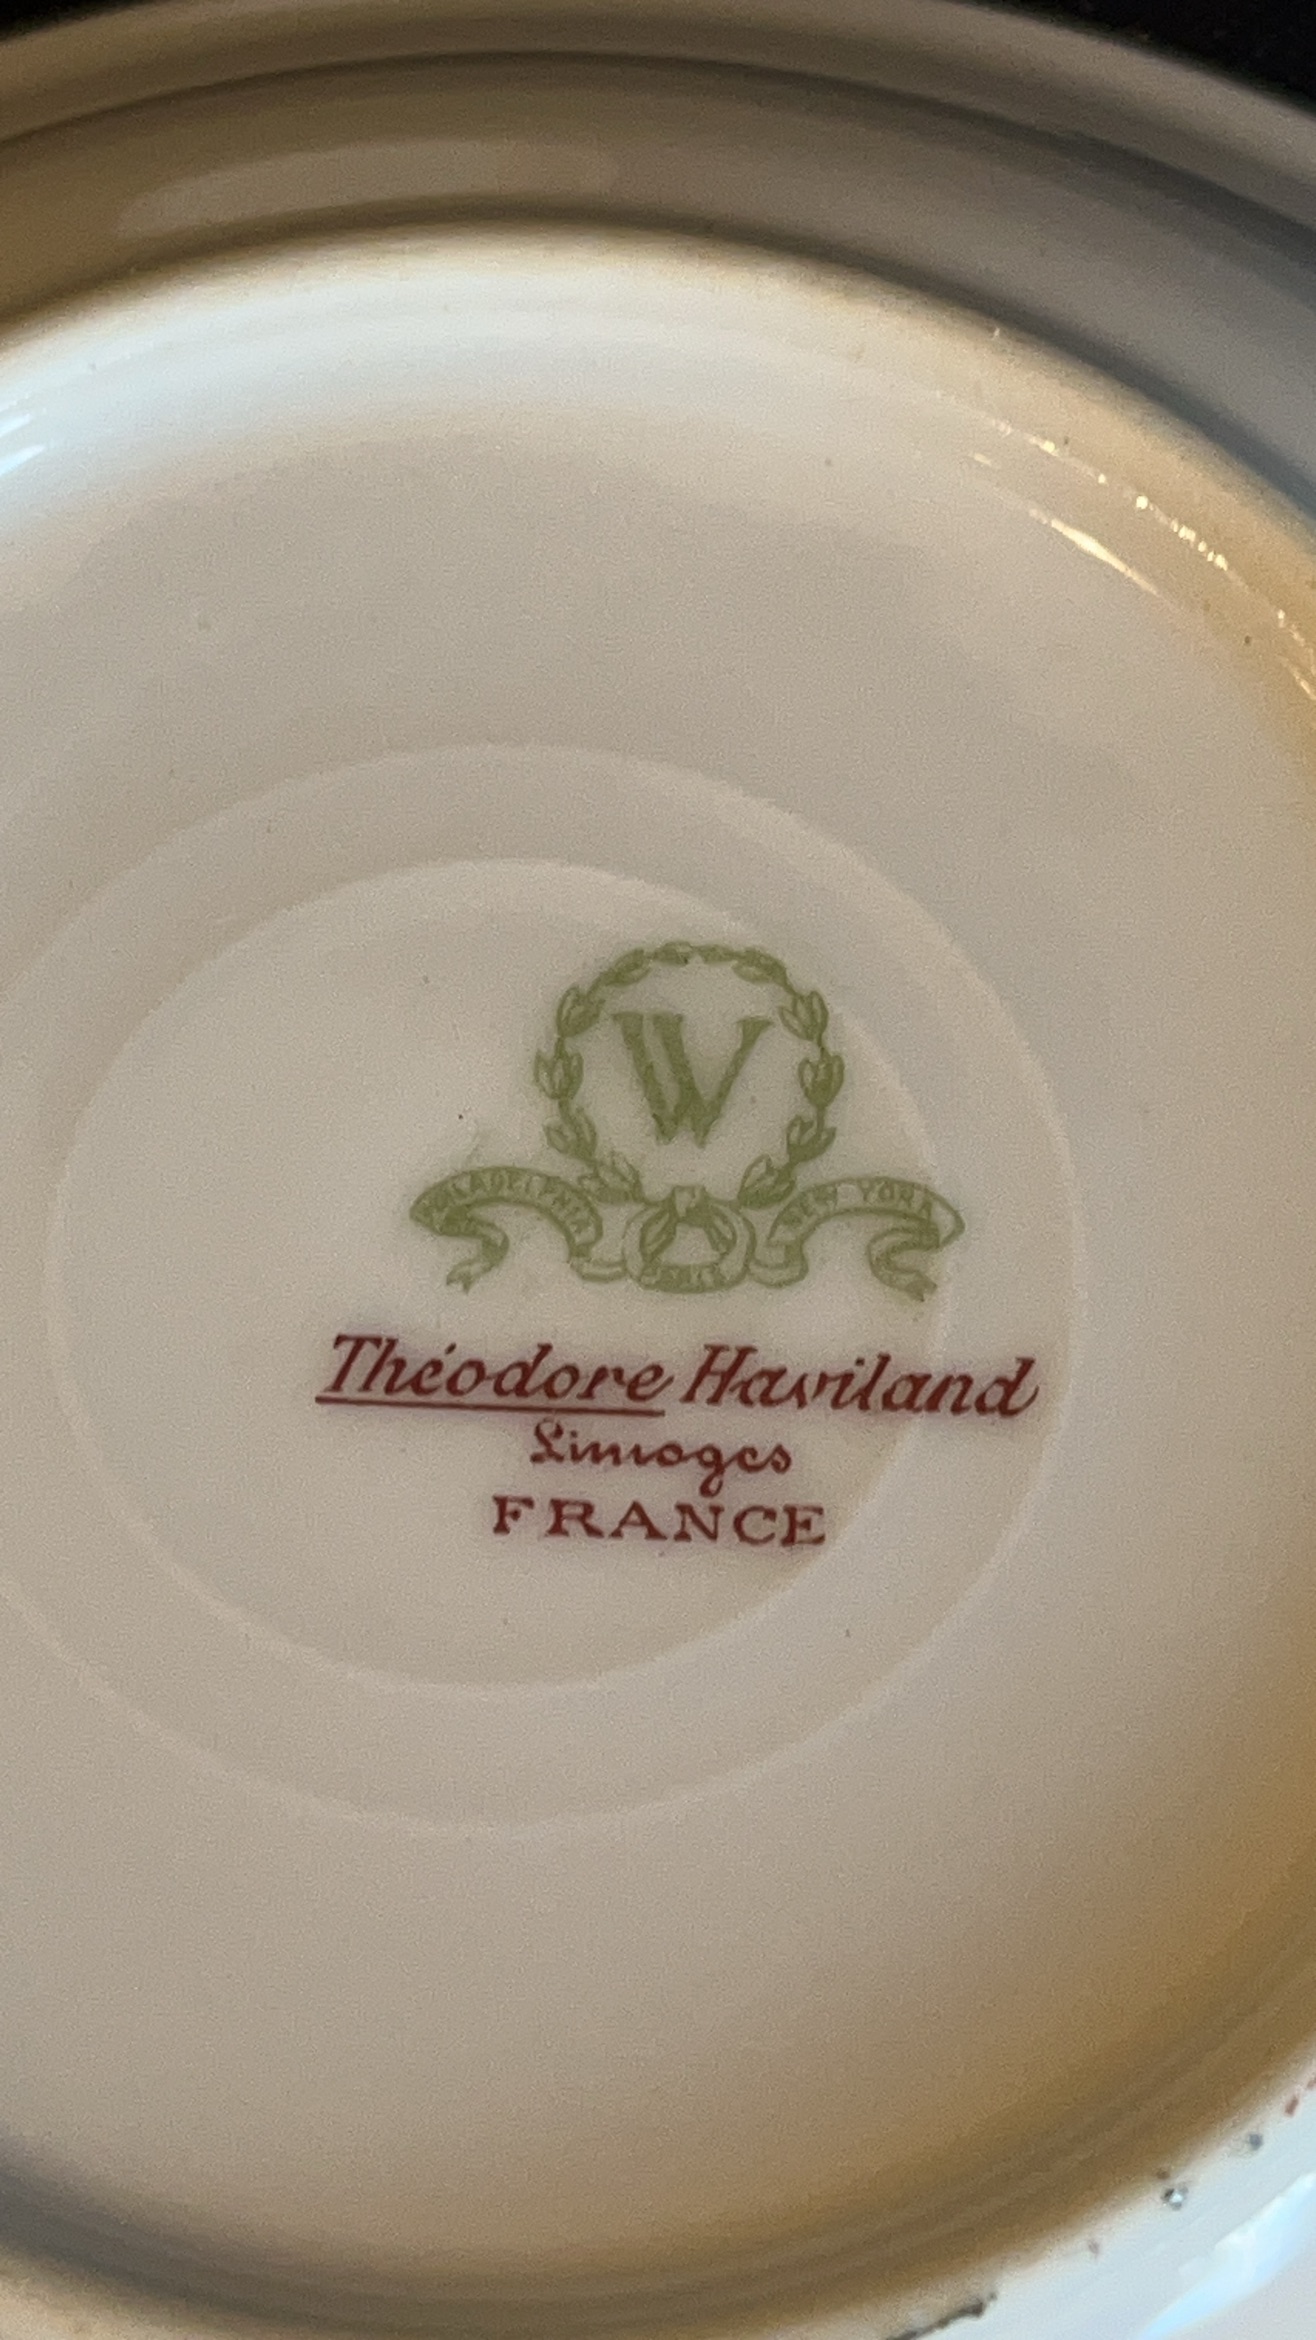 W
PHILADELPHIA NEW YORK
PARIS
Théodore Haviland
Limoges
FRANCE